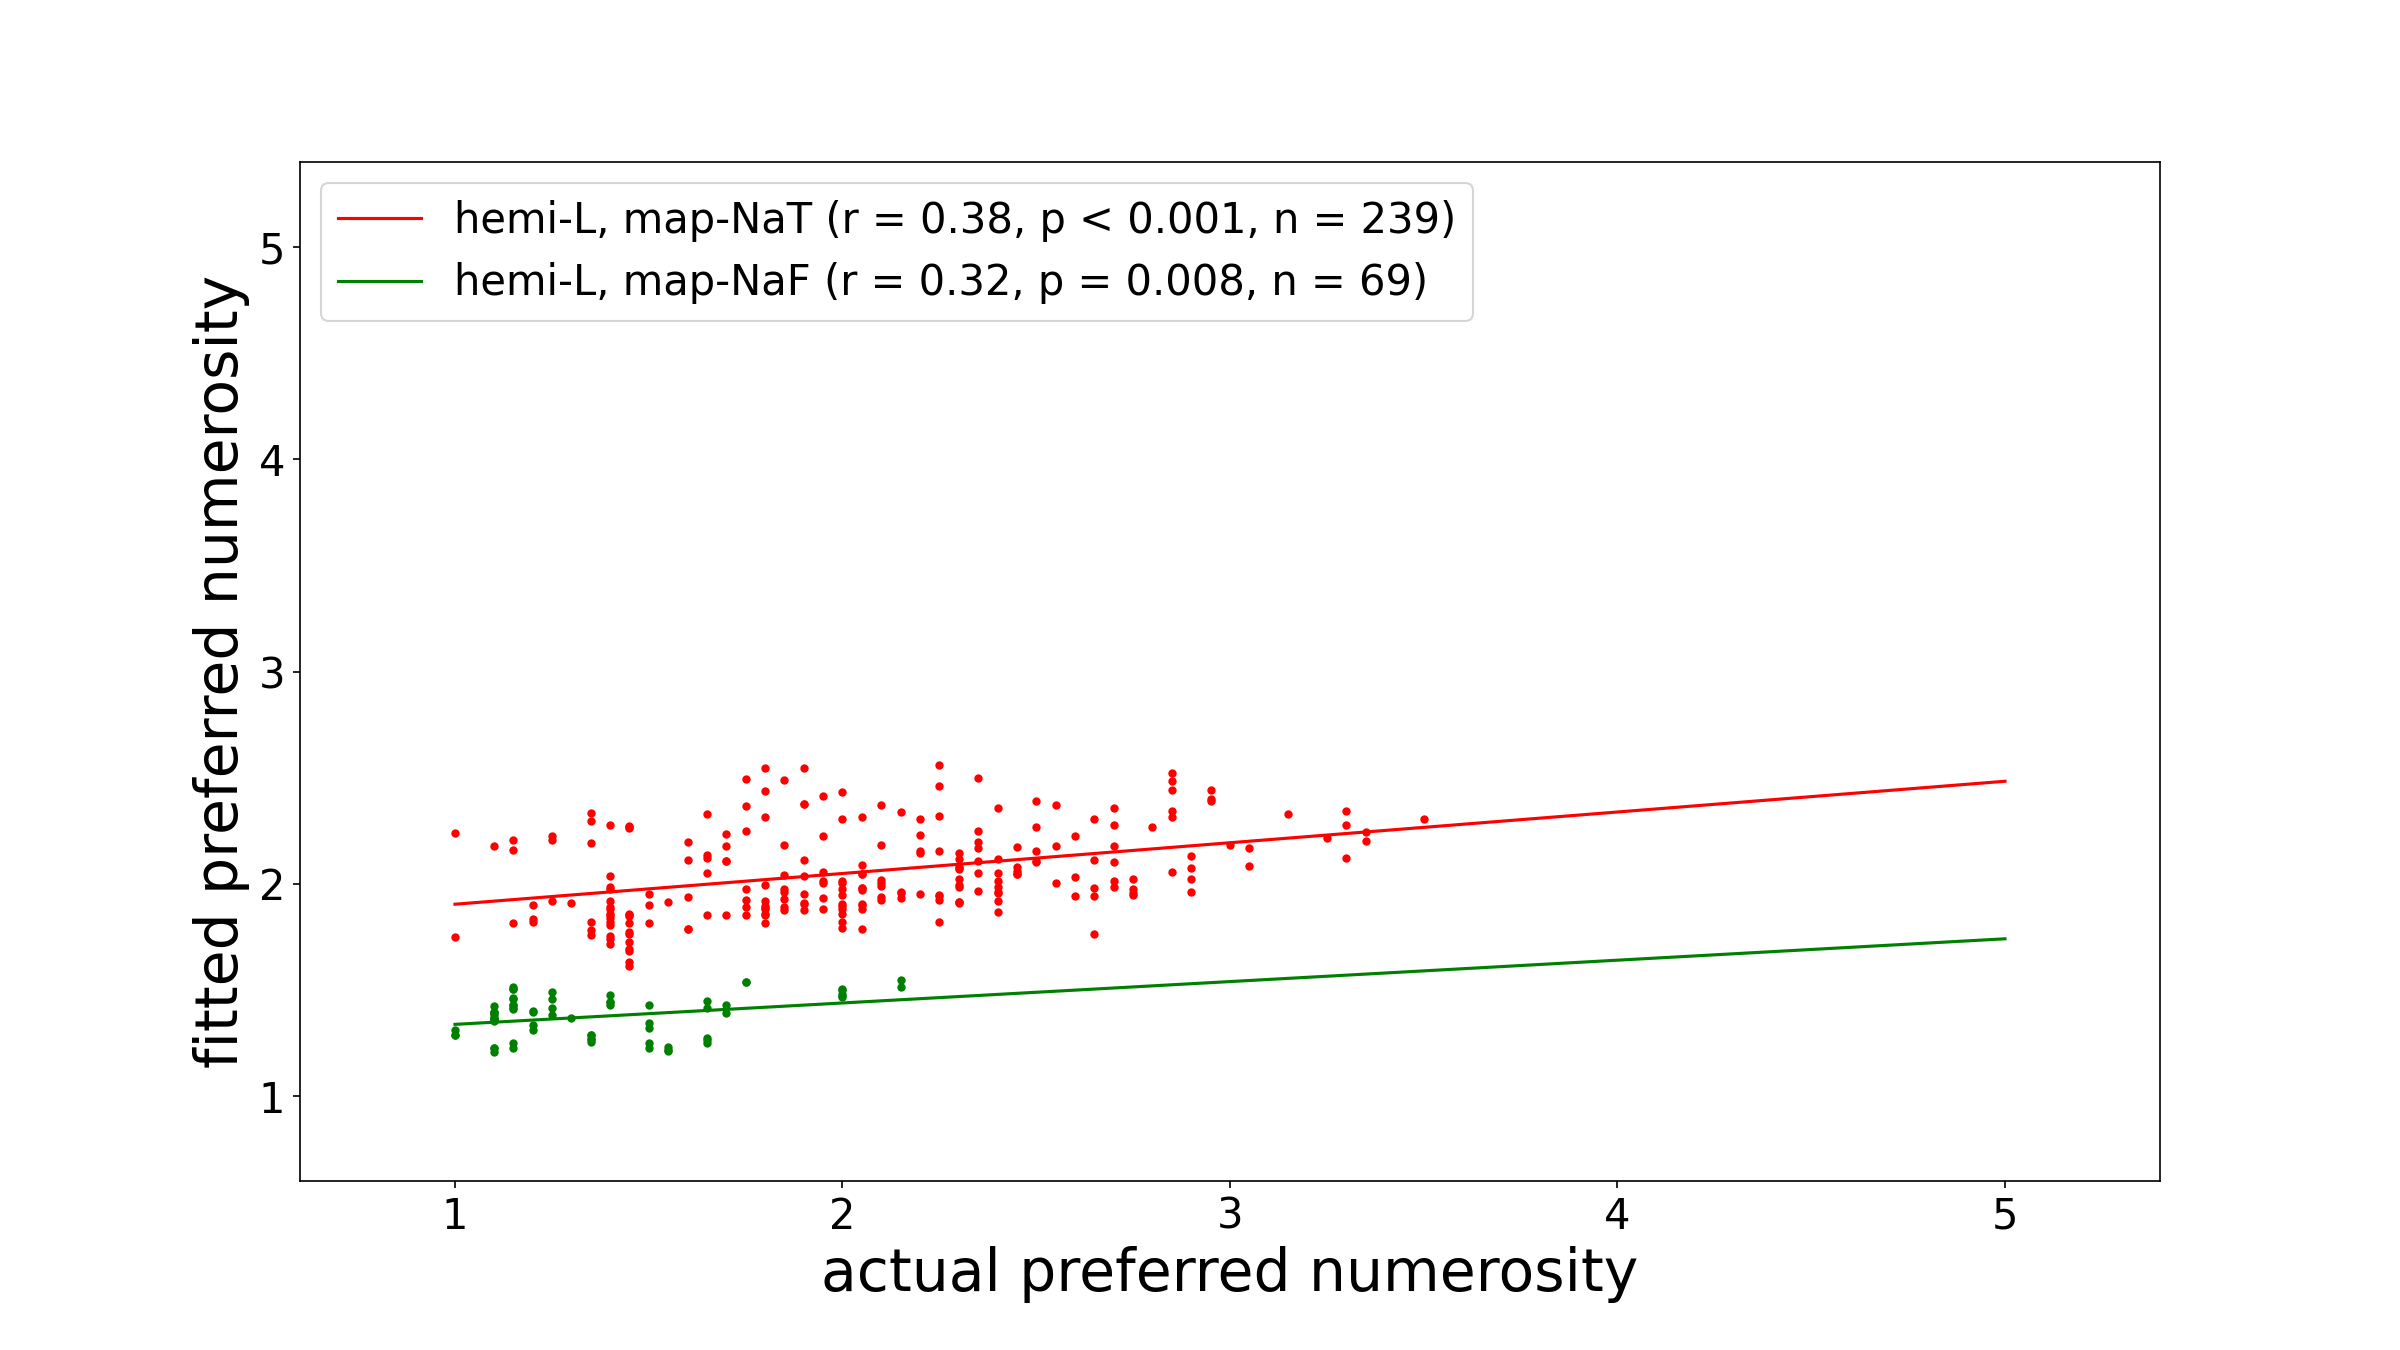 hemi-L, map-NaT (r = 0.38, p < 0.001, n = 239)
hemi-L, map-NaF (r = 0.32, p = 0.008, n = 69)
fitted preferred numerosity
5
4
3
2
1
1 2 3 4 5
actual preferred numerosity